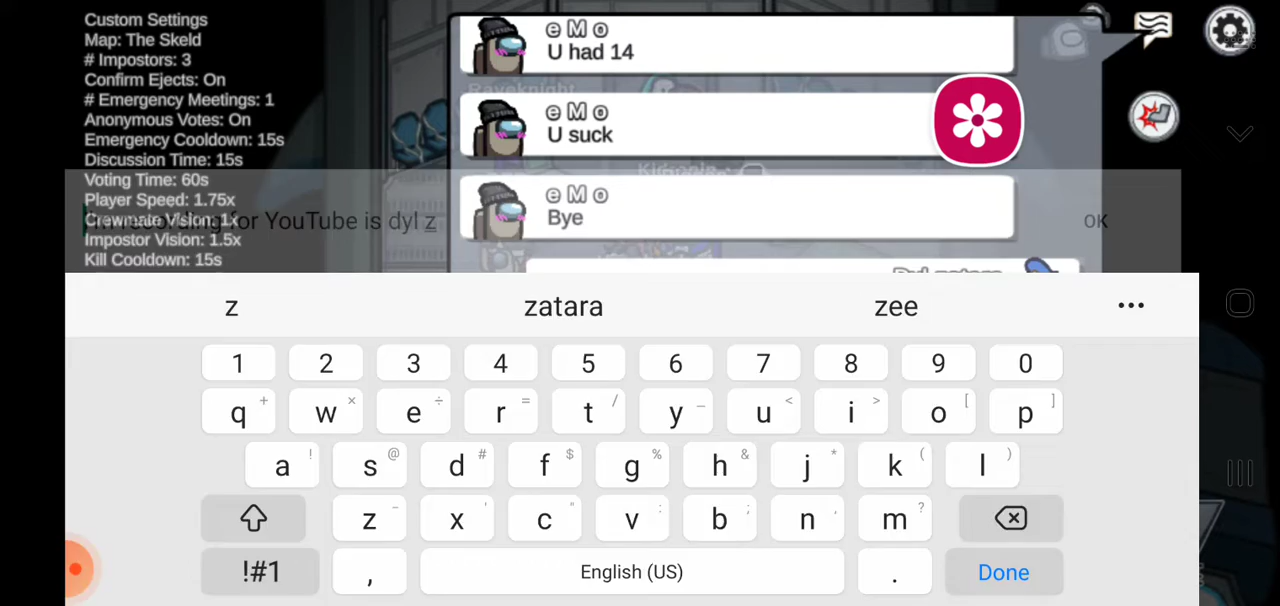 Custom Settings
Map: The Skeld
# Impostors: 3
Confirm Ejects: On
# Emergency Meetings: 1
Anonymous Votes: On
Emergency Cooldown: 15s
Discussion Time: 15s
Voting Time: 60s
Player Speed: 1.75x
Crewmate Vision: 1x
Impostor Vision: 1.5x
Kill Cooldown: 15s
e M o
U had 14
Raveknight
e M o
U suck
e M o
Bye
recording for YouTube is dyl z
OK
z zatara zee
1 2 3 4 5 6 7 8 9 0
q + w × e ÷ r = t / y _ u < i > o [ p ]
a ! s @ d # f $ g % h & j * k ( l )
z - x ' c " v : b ; n , m ?
!#1 , English (US) . Done